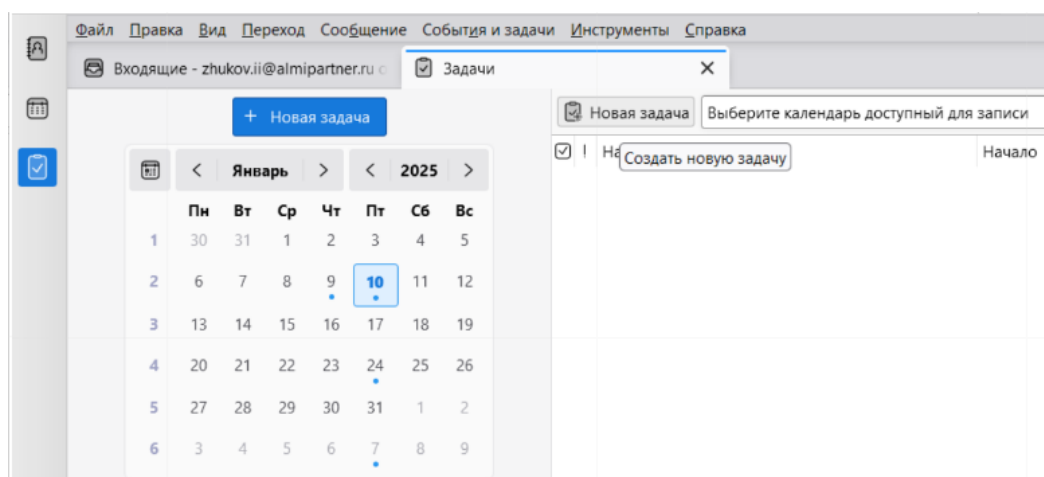 Файл Правка Вид Переход Сообщение События и задачи Инструменты Справка
Входящие - zhukov.ii@almipartner.ru Задачи
+ Новая задача
Новая задача Выберите календарь доступный для записи
! Создать новую задачу Начало
Январь 2025
Пн Вт Ср Чт Пт Сб Вс
1 30 31 1 2 3 4 5
2 6 7 8 9 10 11 12
3 13 14 15 16 17 18 19
4 20 21 22 23 24 25 26
5 27 28 29 30 31 1 2
6 3 4 5 6 7 8 9